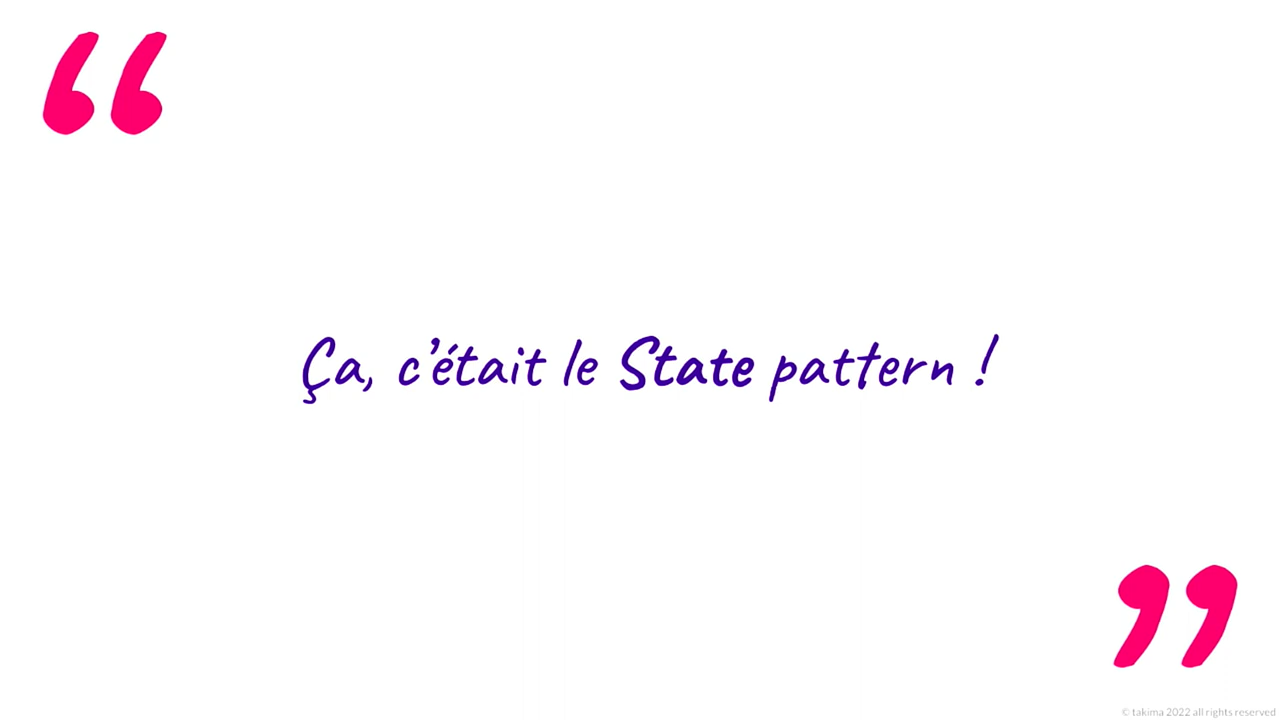 “
Ça, c’était le State pattern !
”
© takima 2022 all rights reserved